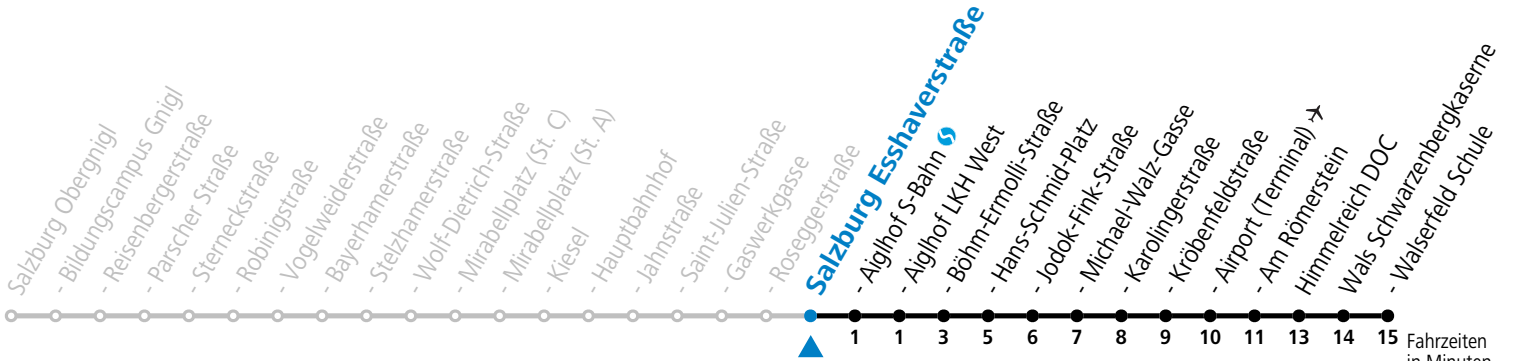 Salzburg Obergnigl
- Bildungscampus Gnigl
- Reisenbergerstraße
- Parscher Straße
- Sterneckstraße
- Robinigstraße
- Vogelweiderstraße
- Bayerhamerstraße
- Stelzhamerstraße
- Wolf-Dietrich-Straße
- Mirabellplatz (St. C)
- Mirabellplatz (St. A)
- Kiesel
- Hauptbahnhof
- Jahnstraße
- Saint-Julien-Straße
- Gaswerkgasse
- Roseggerstraße
Salzburg Esshaverstraße
- Aiglhof S-Bahn
- Aiglhof LKH West
- Böhm-Ermolli-Straße
- Hans-Schmid-Platz
- Jodok-Fink-Straße
- Michael-Walz-Gasse
- Karolingerstraße
- Kröbenfeldstraße
- Airport (Terminal)
- Am Römerstein
Himmelreich DOC
Wals Schwarzenbergkaserne
- Walserfeld Schule
1 1 3 5 6 7 8 9 10 11 13 14 15 Fahrzeiten
in Minuten